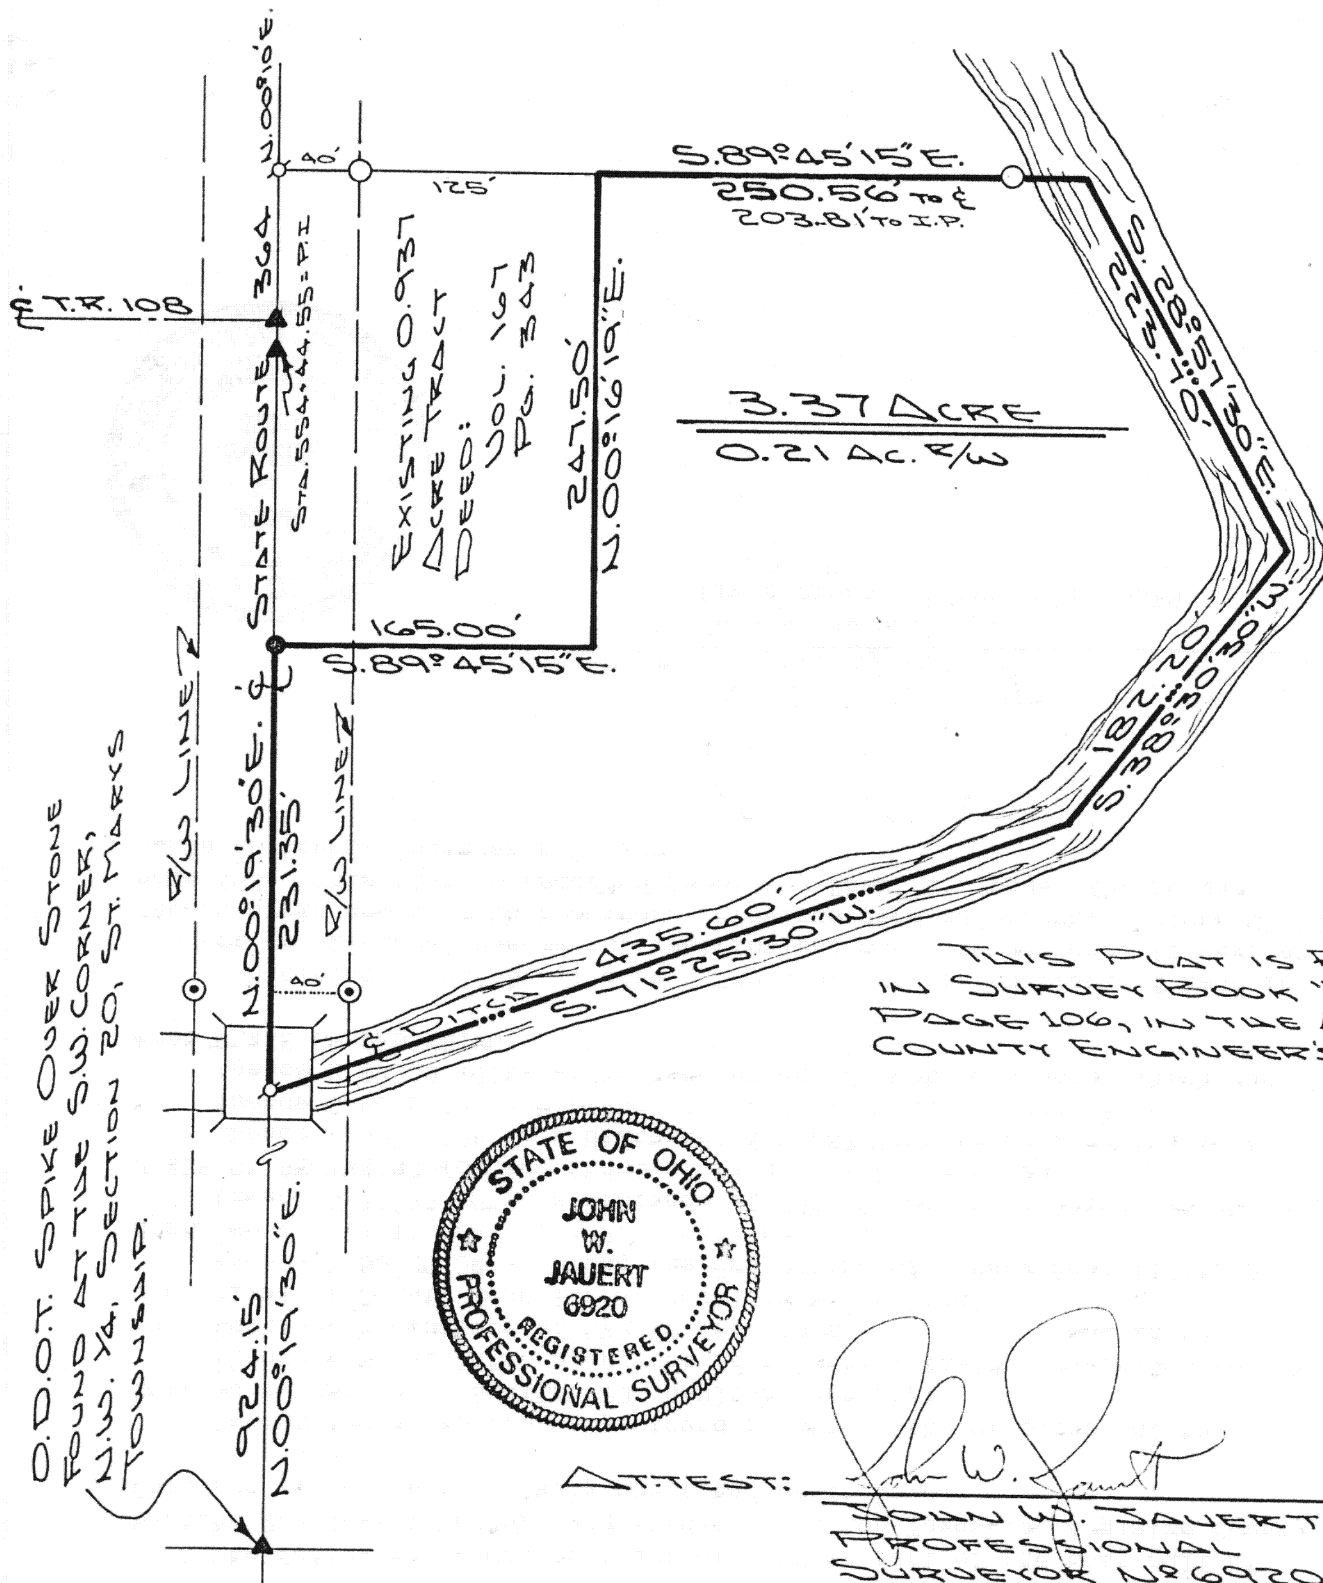 N.00°10'E.
40'
125'
S.89°45'15"E.
250.56' TO ℄
203.81' TO I.P.
S.28°57'30"E.
223.70'
℄ T.R. 108
STATE ROUTE 364
STA.554+44.55=P.I.
EXISTING 0.937
ACRE TRACT
DEED:
VOL. 167
PG. 343
247.50'
N.00°16'19"E.
3.37 ACRE
0.21 AC. R/W
165.00'
S.89°45'15"E.
182.20'
S.38°30'30"W.
R/W LINE
N.00°19'30"E. ℄
231.35'
R/W LINE
40'
435.60'
S.71°25'30"W.
℄ DITCH
O.D.O.T. SPIKE OVER STONE
FOUND AT THE S.W. CORNER,
N.W. 1/4, SECTION 20, ST. MARYS
TOWNSHIP.
THIS PLAT IS
IN SURVEY BOOK
PAGE 106, IN THE
COUNTY ENGINEER'S
924.15'
N.00°19'30"E.
STATE OF OHIO
JOHN
W.
JAUERT
6920
REGISTERED
PROFESSIONAL SURVEYOR
ATTEST: John W. Jauert
JOHN W. JAUERT
PROFESSIONAL
SURVEYOR Nº 6920